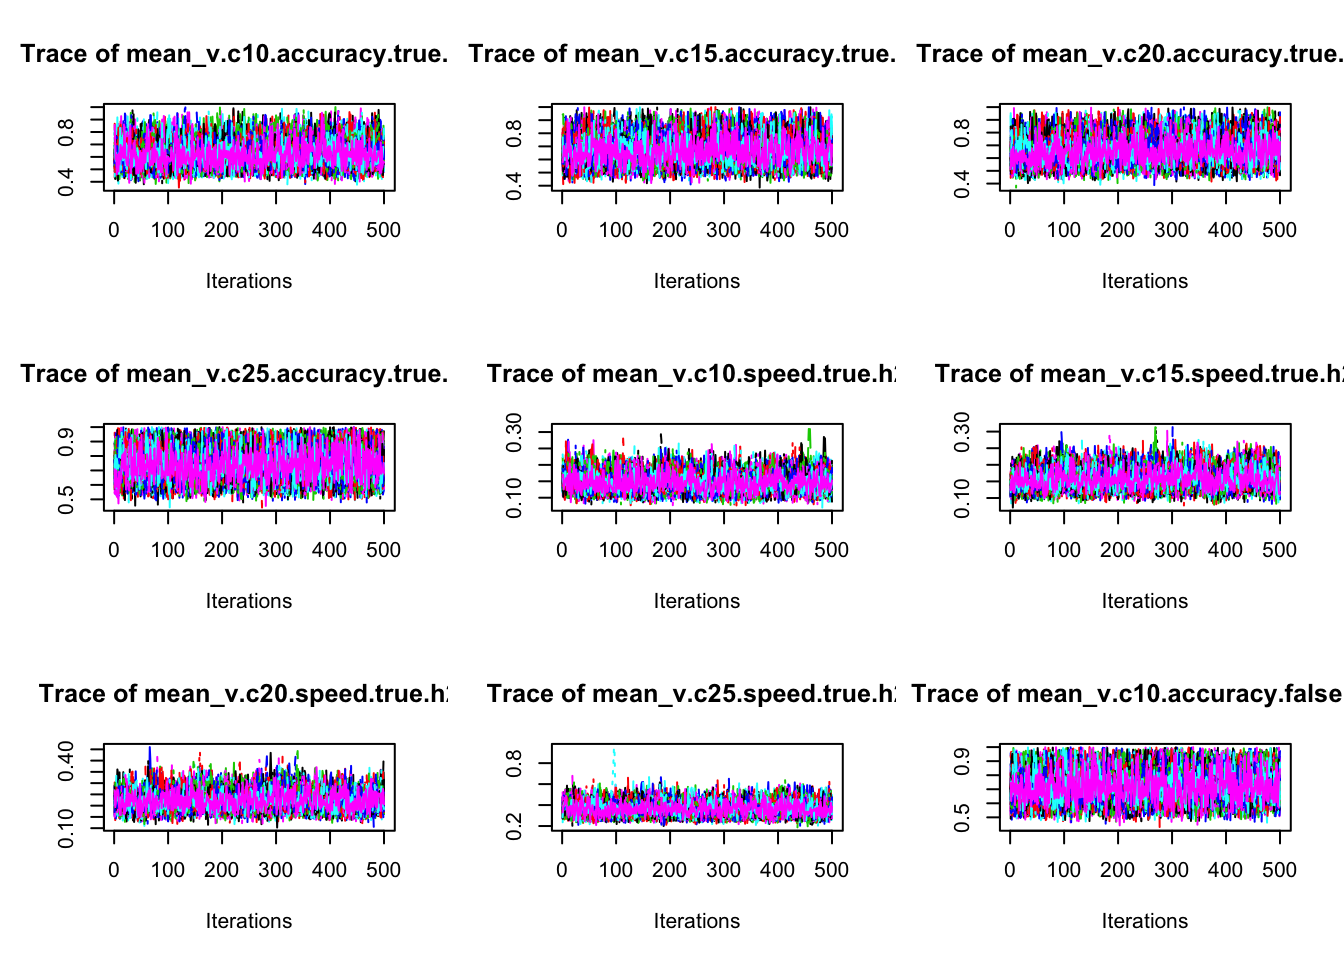 Trace of mean_v.c10.accuracy.true. Trace of mean_v.c15.accuracy.true. Trace of mean_v.c20.accuracy.true.
0.8 0.8 0.8
0.4 0.4 0.4
0 100 200 300 400 500 0 100 200 300 400 500 0 100 200 300 400 500
Iterations Iterations Iterations
Trace of mean_v.c25.accuracy.true. Trace of mean_v.c10.speed.true.h Trace of mean_v.c15.speed.true.h
0.9 0.30 0.30
0.5 0.10 0.10
0 100 200 300 400 500 0 100 200 300 400 500 0 100 200 300 400 500
Iterations Iterations Iterations
Trace of mean_v.c20.speed.true.h Trace of mean_v.c25.speed.true.h Trace of mean_v.c10.accuracy.false
0.40 0.8 0.9
0.10 0.2 0.5
0 100 200 300 400 500 0 100 200 300 400 500 0 100 200 300 400 500
Iterations Iterations Iterations